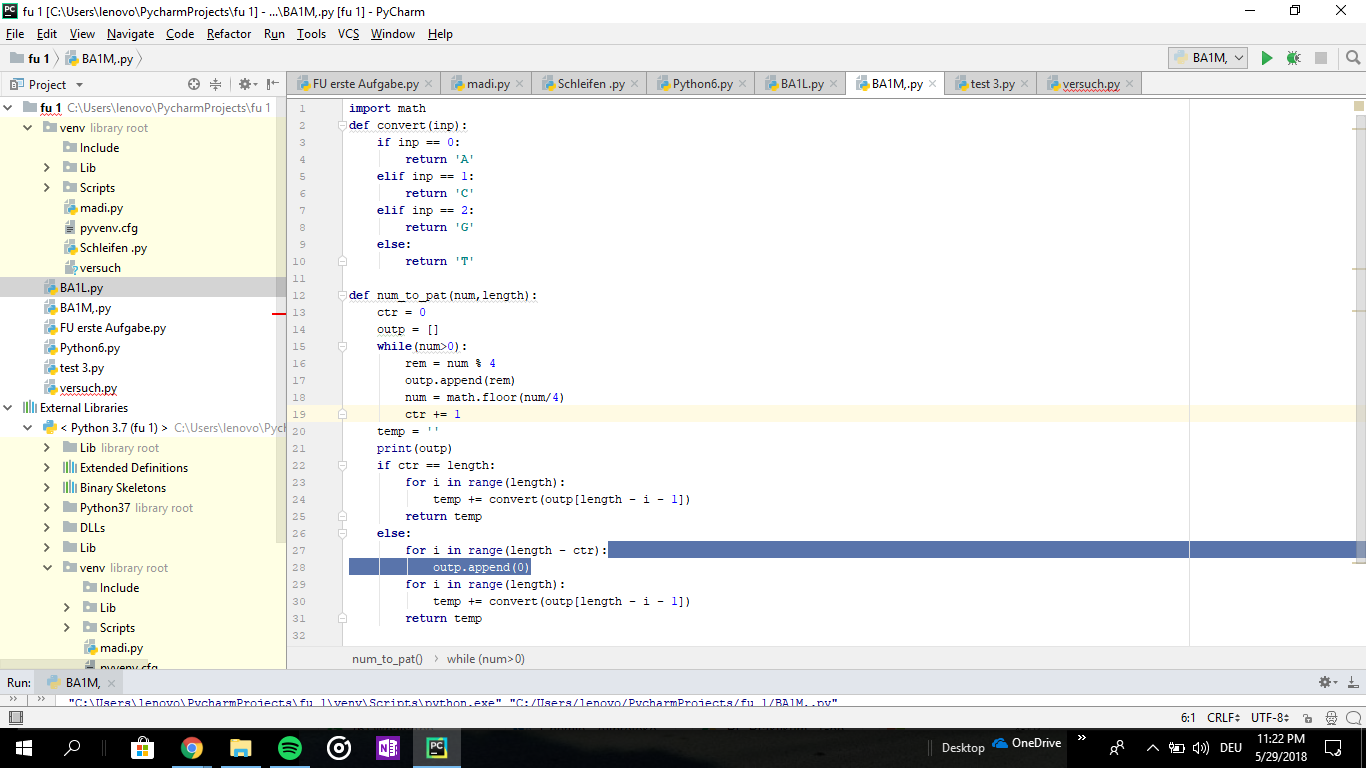 fu 1 [C:\Users\lenovo\PycharmProjects\fu 1] - ...\BA1M,.py [fu 1] - PyCharm
File Edit View Navigate Code Refactor Run Tools VCS Window Help
fu 1 BA1M,.py BA1M,
Project FU erste Aufgabe.py madi.py Schleifen .py Python6.py BA1L.py BA1M,.py test 3.py versuch.py
fu 1 C:\Users\lenovo\PycharmProjects\fu 1
venv library root
Include
Lib
Scripts
madi.py
pyvenv.cfg
Schleifen .py
versuch
BA1L.py
BA1M,.py
FU erste Aufgabe.py
Python6.py
test 3.py
versuch.py
External Libraries
< Python 3.7 (fu 1) > C:\Users\lenovo\Pych
Lib library root
Extended Definitions
Binary Skeletons
Python37 library root
DLLs
Lib
venv library root
Include
Lib
Scripts
madi.py
pyvenv.cfg
1 import math
2 def convert(inp):
3 if inp == 0:
4 return 'A'
5 elif inp == 1:
6 return 'C'
7 elif inp == 2:
8 return 'G'
9 else:
10 return 'T'
11
12 def num_to_pat(num,length):
13 ctr = 0
14 outp = []
15 while(num>0):
16 rem = num % 4
17 outp.append(rem)
18 num = math.floor(num/4)
19 ctr += 1
20 temp = ''
21 print(outp)
22 if ctr == length:
23 for i in range(length):
24 temp += convert(outp[length - i - 1])
25 return temp
26 else:
27 for i in range(length - ctr):
28 outp.append(0)
29 for i in range(length):
30 temp += convert(outp[length - i - 1])
31 return temp
32
num_to_pat() while (num>0)
Run: BA1M,
"C:\Users\lenovo\PycharmProjects\fu 1\venv\Scripts\python.exe" "C:/Users/lenovo/PycharmProjects/fu 1/BA1M,.py"
6:1 CRLF UTF-8
Desktop OneDrive DEU 11:22 PM
5/29/2018